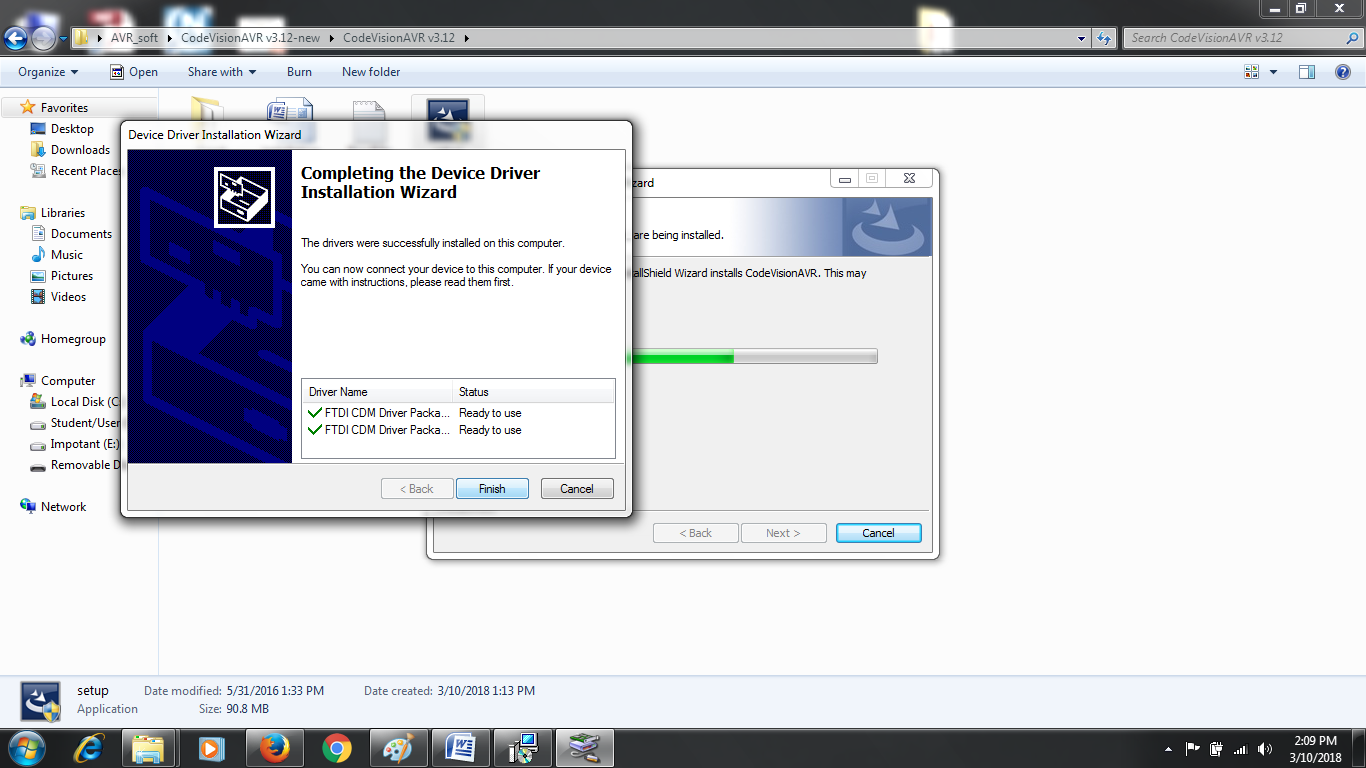 AVR_soft CodeVisionAVR v3.12-new CodeVisionAVR v3.12 Search CodeVisionAVR v3.12
Organize Open Share with Burn New folder
Favorites
Desktop
Downloads
Recent Places
Libraries
Documents
Music
Pictures
Videos
Homegroup
Computer
Local Disk (C
Student/User
Impotant (E:)
Removable D
Network
Device Driver Installation Wizard
Completing the Device Driver
Installation Wizard
The drivers were successfully installed on this computer.
You can now connect your device to this computer. If your device
came with instructions, please read them first.
Driver Name Status
FTDI CDM Driver Packa... Ready to use
FTDI CDM Driver Packa... Ready to use
< Back Finish Cancel
zard
are being installed.
allShield Wizard installs CodeVisionAVR. This may
< Back Next > Cancel
setup Date modified: 5/31/2016 1:33 PM Date created: 3/10/2018 1:13 PM
Application Size: 90.8 MB
2:09 PM
3/10/2018